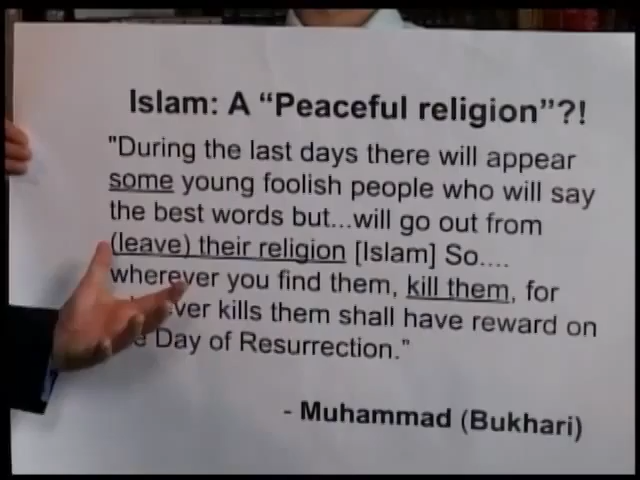 Islam: A “Peaceful religion”?!
"During the last days there will appear
some young foolish people who will say
the best words but...will go out from
(leave) their religion [Islam] So....
wherever you find them, kill them, for
kills them shall have reward on
Day of Resurrection.”
- Muhammad (Bukhari)